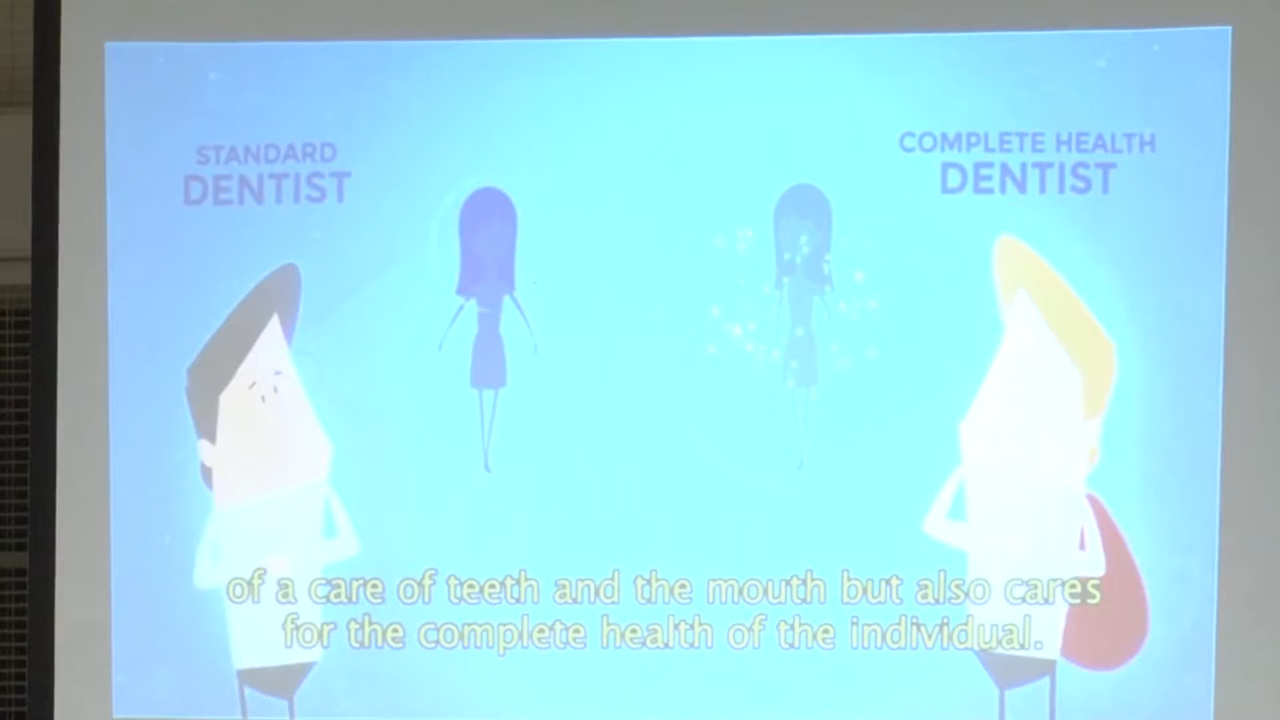 STANDARD
DENTIST
COMPLETE HEALTH
DENTIST
of a care of teeth and the mouth but also cares
for the complete health of the individual.